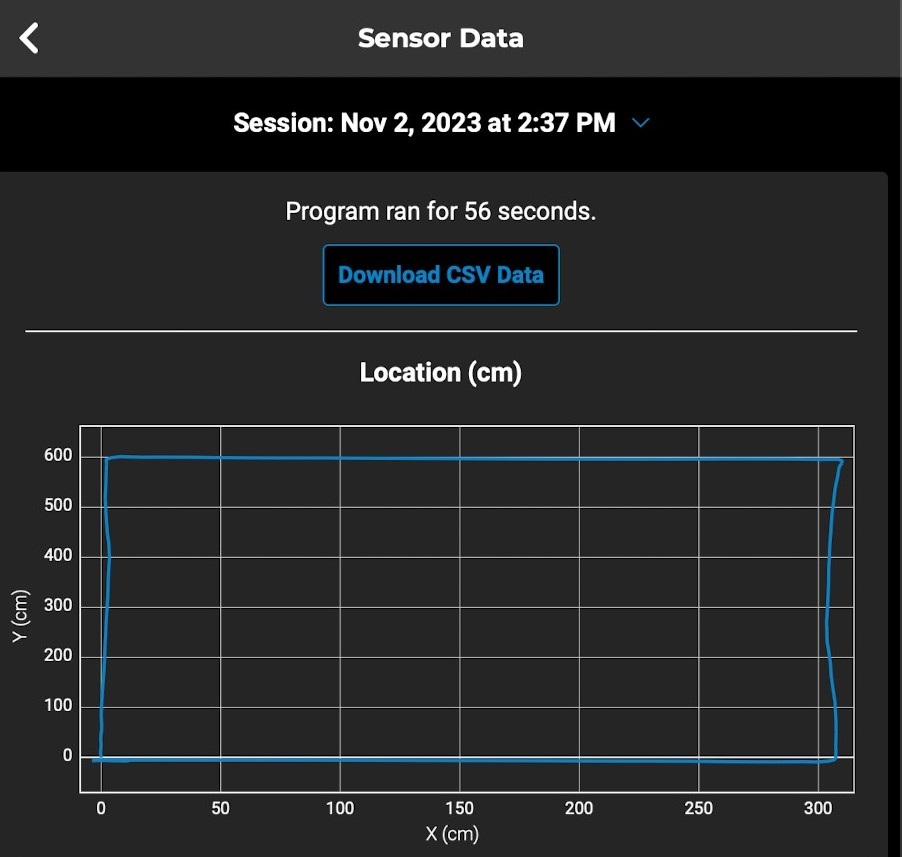 Sensor Data
Session: Nov 2, 2023 at 2:37 PM
Program ran for 56 seconds.
Download CSV Data
Location (cm)
600
500
400
300
200
100
0
Y (cm)
0 50 100 150 200 250 300
X (cm)